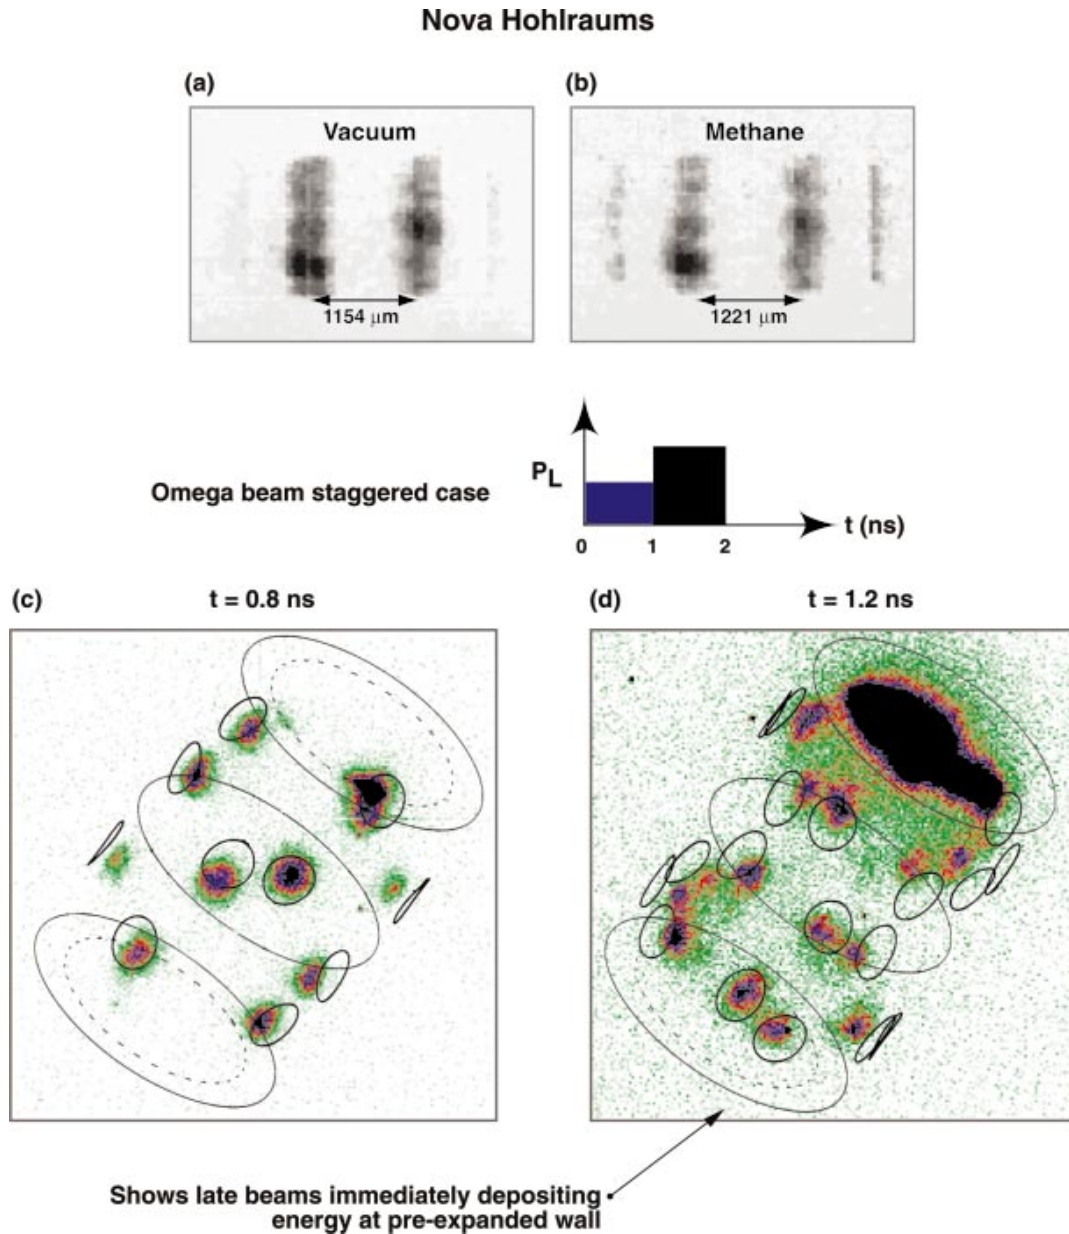 Nova Hohlraums
(a)
(b)
Vacuum
Methane
1154 μm
1221 μm
Omega beam staggered case
PL
t (ns)
0 1 2
(c) t = 0.8 ns
(d) t = 1.2 ns
Shows late beams immediately depositing
energy at pre-expanded wall